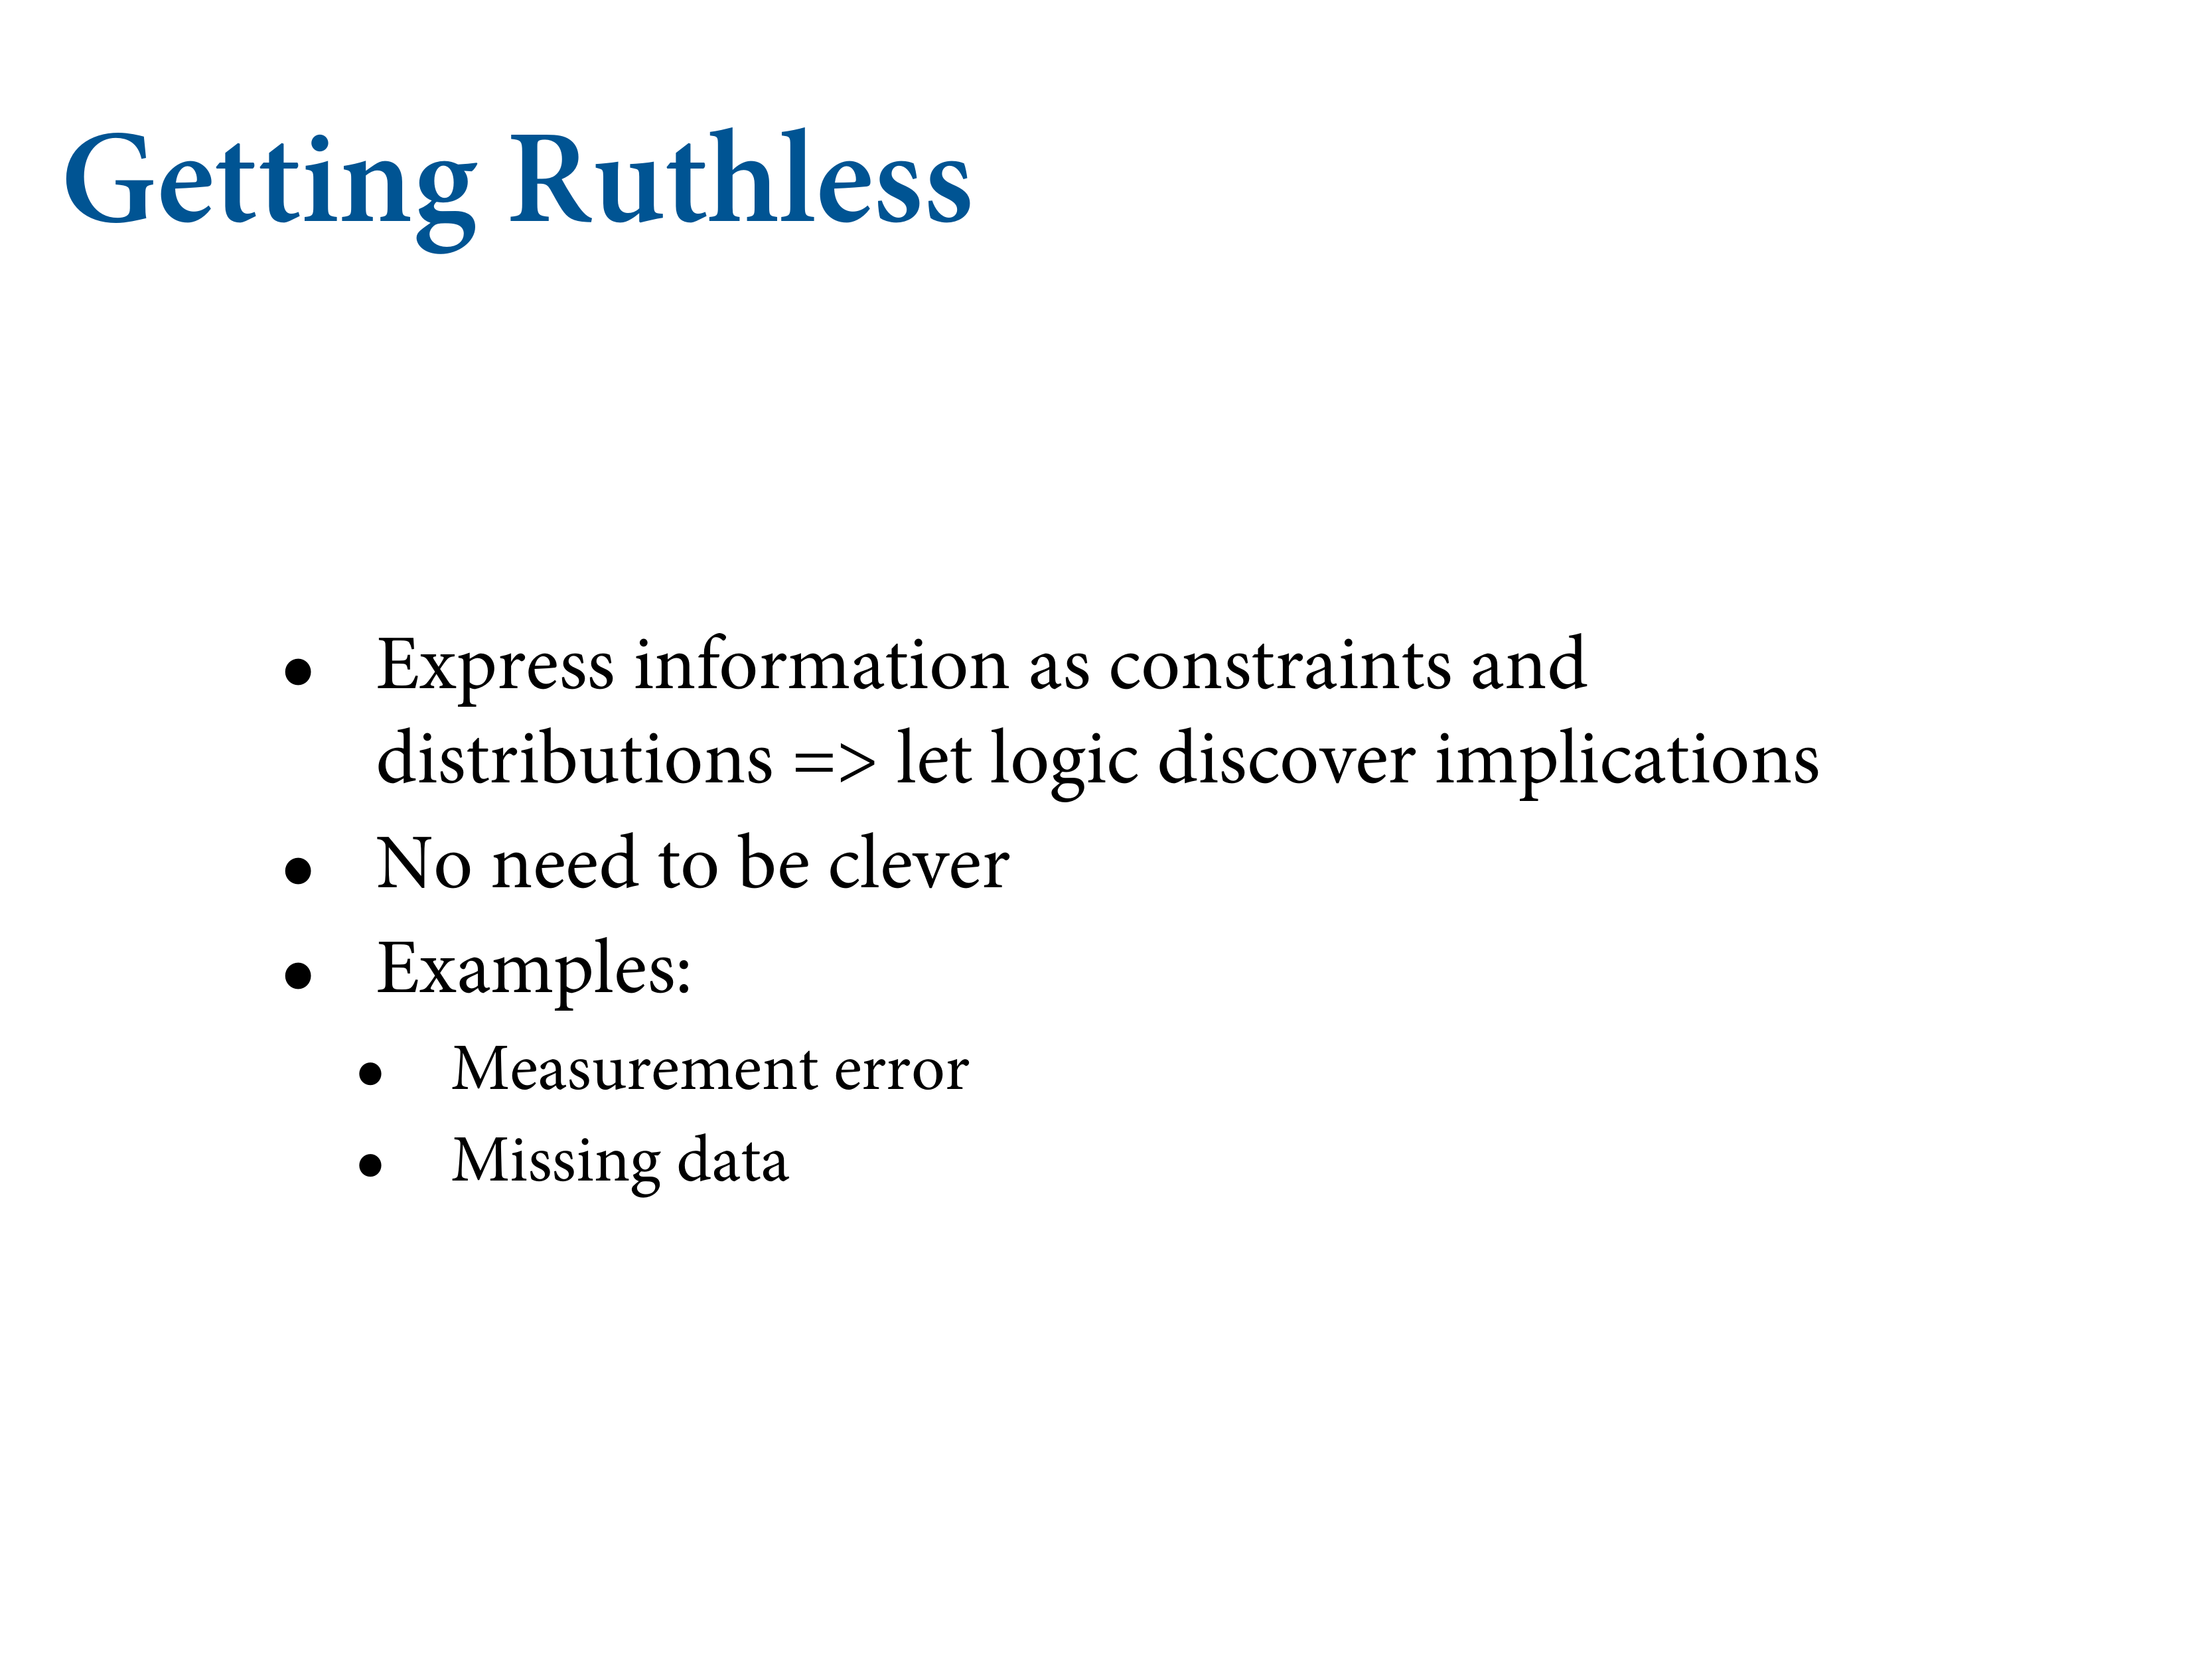 Getting Ruthless
• Express information as constraints and
distributions => let logic discover implications
• No need to be clever
• Examples:
• Measurement error
• Missing data